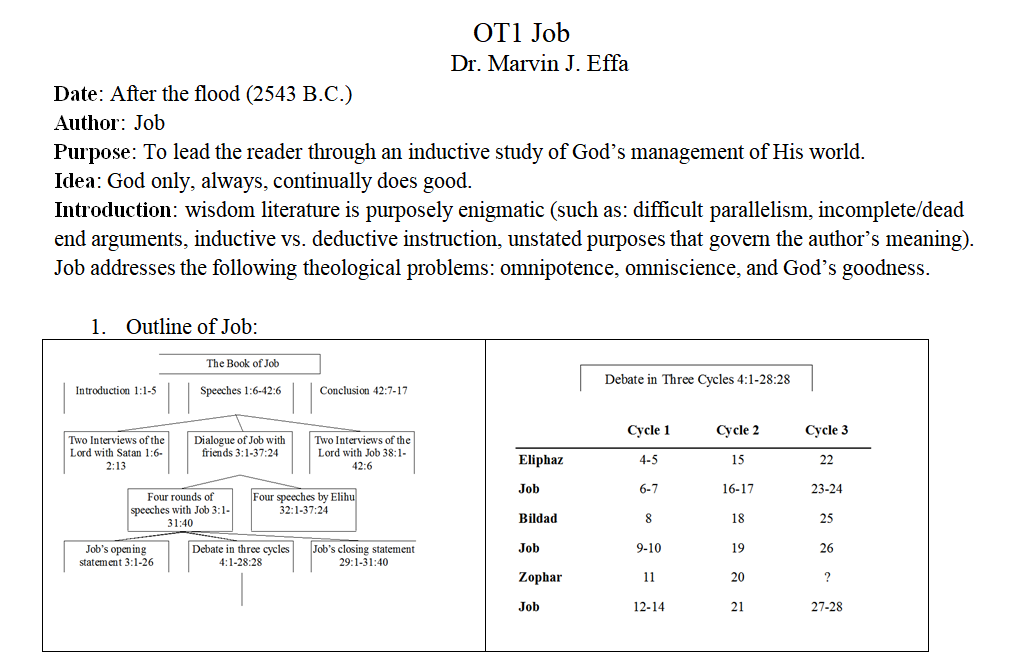 OT1 Job
Dr. Marvin J. Effa
Date: After the flood (2543 B.C.)
Author: Job
Purpose: To lead the reader through an inductive study of God’s management of His world.
Idea: God only, always, continually does good.
Introduction: wisdom literature is purposely enigmatic (such as: difficult parallelism, incomplete/dead
end arguments, inductive vs. deductive instruction, unstated purposes that govern the author’s meaning).
Job addresses the following theological problems: omnipotence, omniscience, and God’s goodness.
1. Outline of Job:
The Book of Job
Introduction 1:1-5
Speeches 1:6-42:6
Conclusion 42:7-17
Two Interviews of the
Lord with Satan 1:6-
2:13
Dialogue of Job with
friends 3:1-37:24
Two Interviews of the
Lord with Job 38:1-
42:6
Four rounds of
speeches with Job 3:1-
31:40
Four speeches by Elihu
32:1-37:24
Job’s opening
statement 3:1-26
Debate in three cycles
4:1-28:28
Job’s closing statement
29:1-31:40
Debate in Three Cycles 4:1-28:28
Cycle 1 Cycle 2 Cycle 3
Eliphaz 4-5 15 22
Job 6-7 16-17 23-24
Bildad 8 18 25
Job 9-10 19 26
Zophar 11 20 ?
Job 12-14 21 27-28